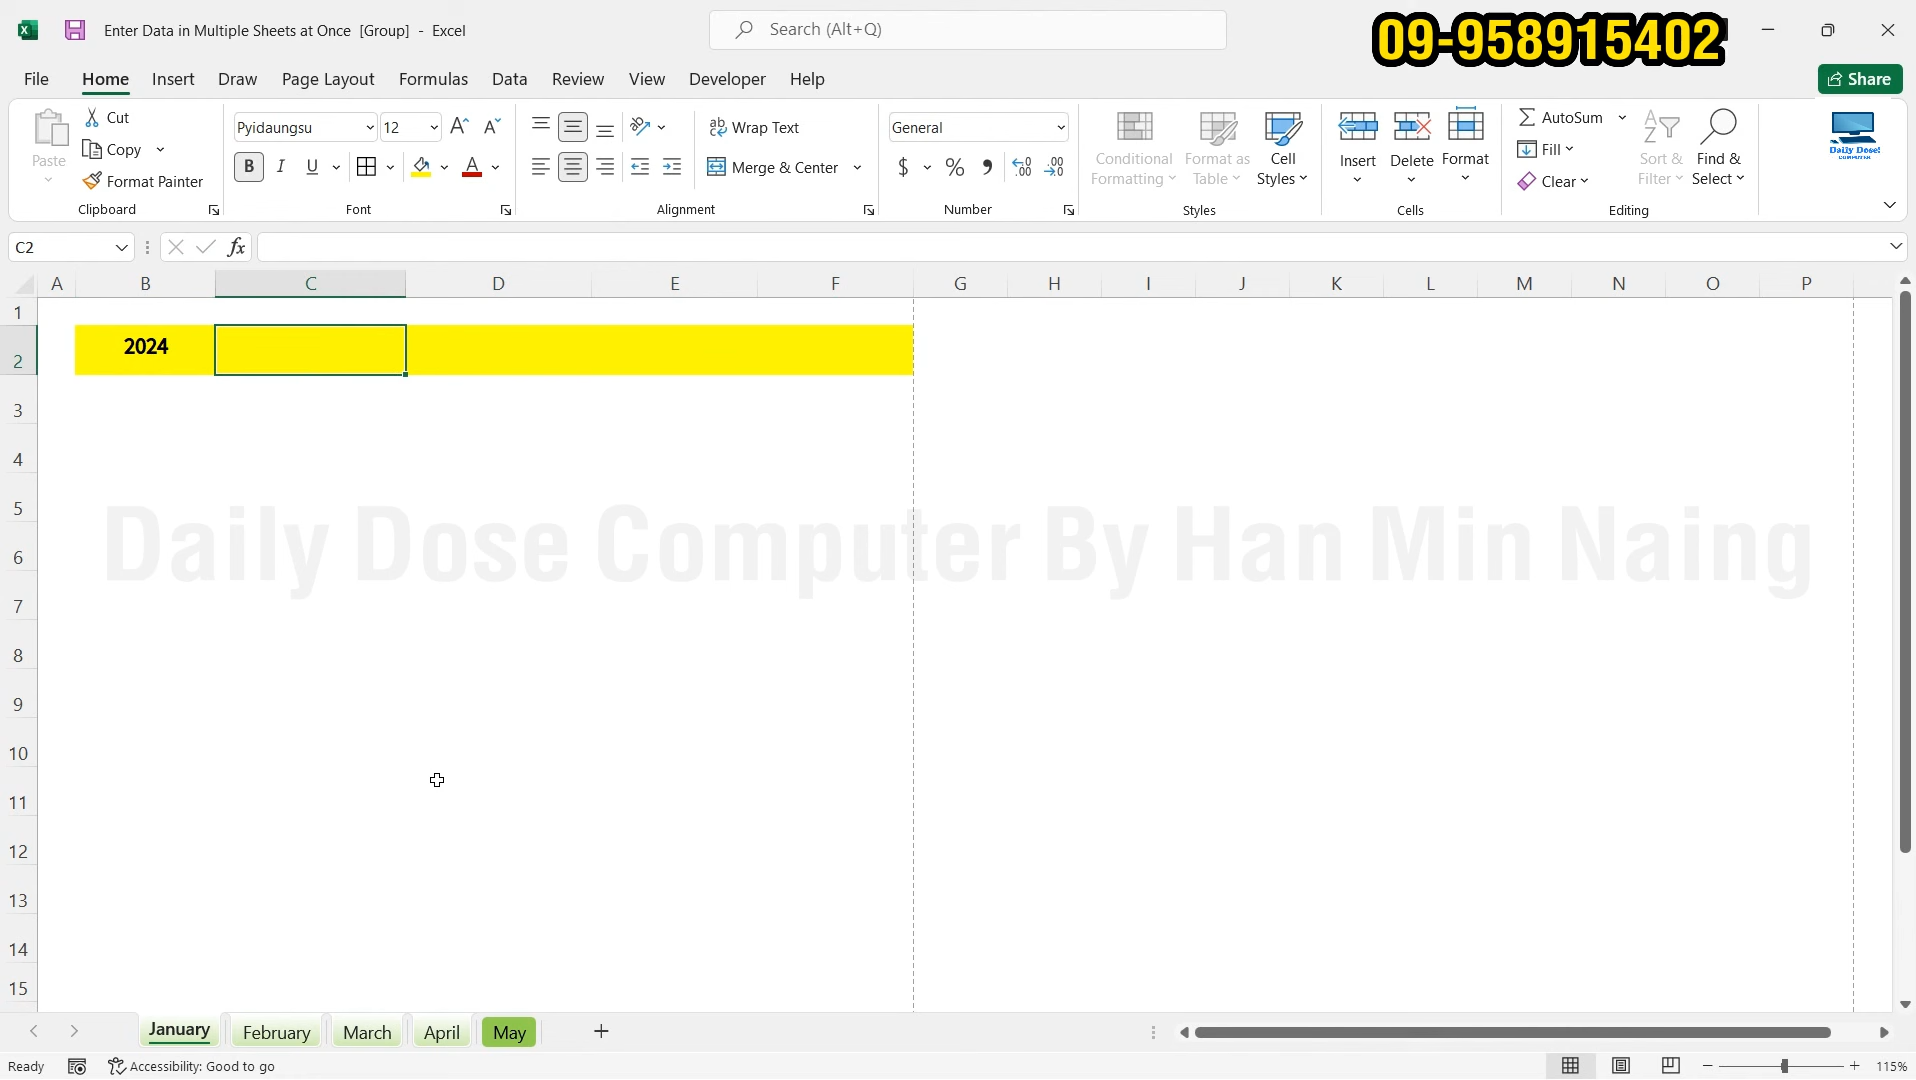 Enter Data in Multiple Sheets at Once [Group] - Excel
Search (Alt+Q)
09-958915402
File Home Insert Draw Page Layout Formulas Data Review View Developer Help
Share
Paste
Cut
Copy
Format Painter
Clipboard
Pyidaungsu
12
B I U
A
Font
Wrap Text
Merge & Center
Alignment
General
$ % 9
Number
Conditional Formatting
Format as Table
Cell Styles
Styles
Insert
Delete
Format
Cells
AutoSum
Fill
Clear
Sort & Filter
Find & Select
Editing
Daily Dose!
COMPUTER
C2
fx
A B C D E F G H I J K L M N O P
1
2
2024
3
4
5
Daily Dose Computer By Han Min Naing
6
7
8
9
10
11
12
13
14
15
January February March April May
Ready
Accessibility: Good to go
115%